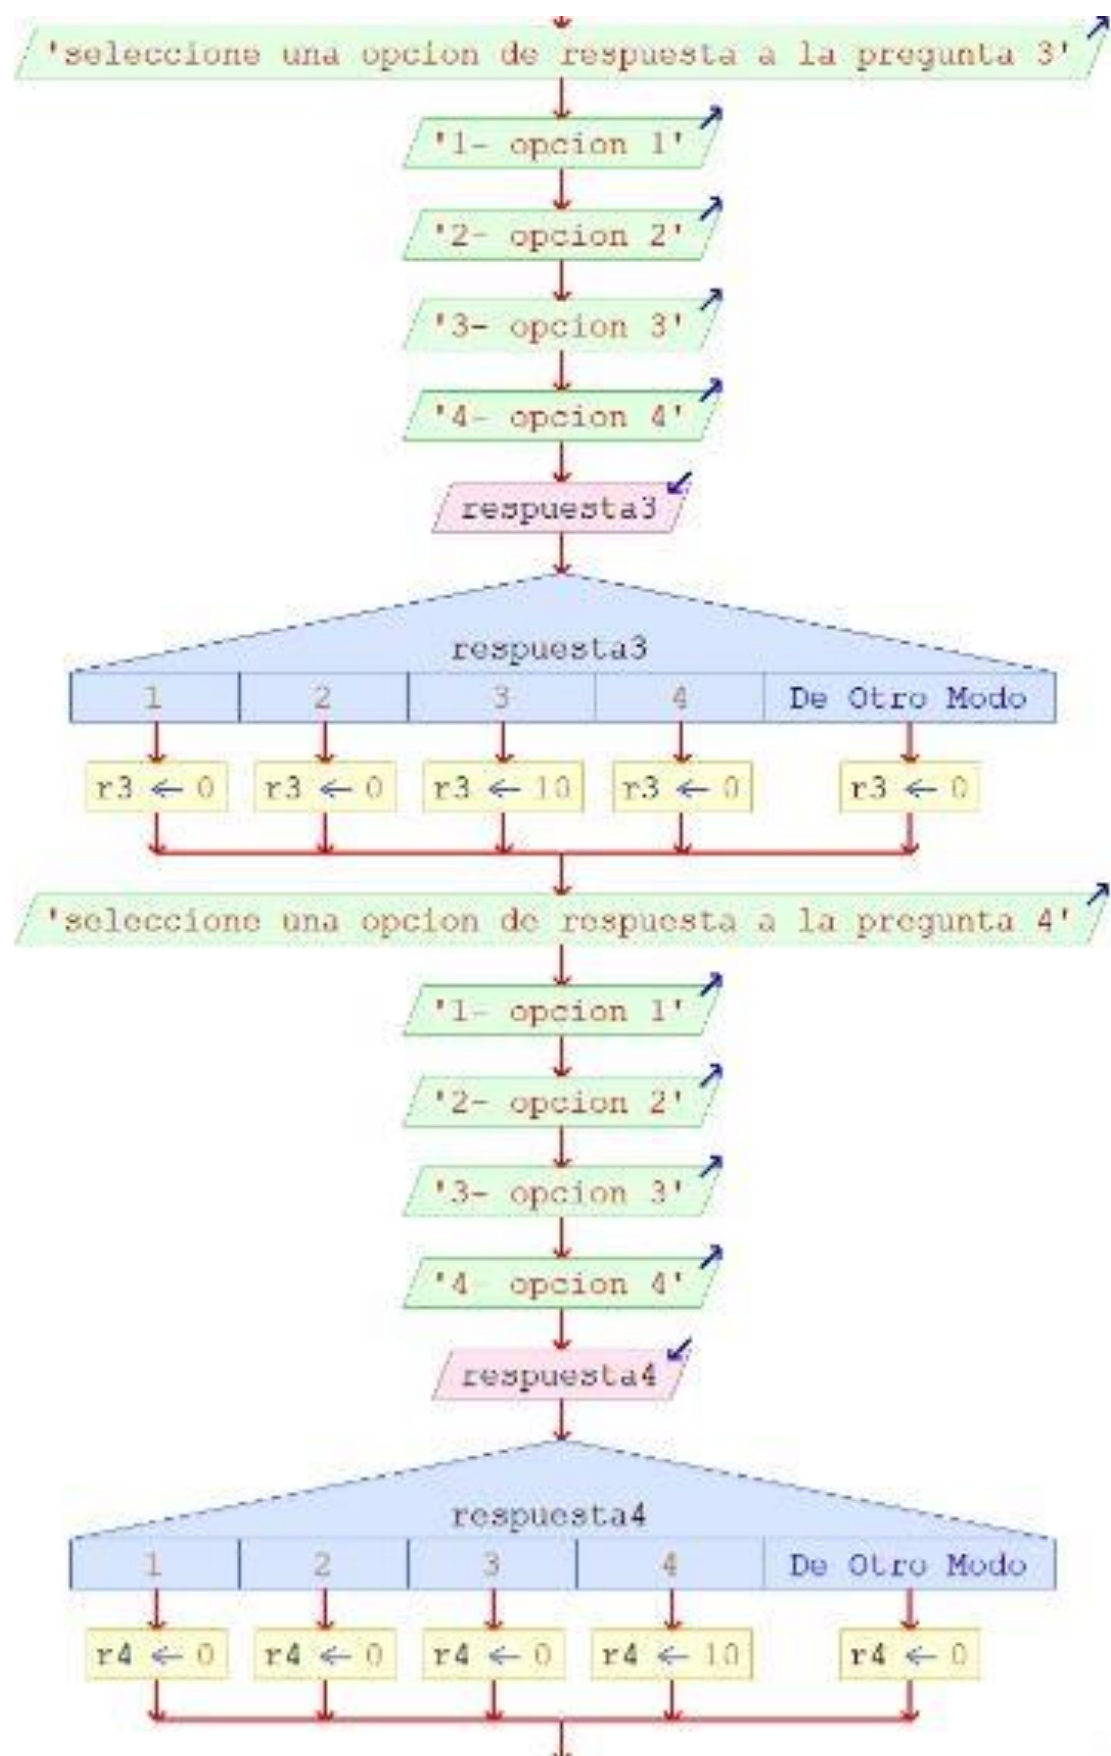 'seleccione una opcion de respuesta a la pregunta 3'
'1- opcion 1'
'2- opcion 2'
'3- opcion 3'
'4- opcion 4'
respuesta3
respuesta3
1 2 3 4 De Otro Modo
r3 ← 0 r3 ← 0 r3 ← 10 r3 ← 0 r3 ← 0
'seleccione una opcion de respuesta a la pregunta 4'
'1- opcion 1'
'2- opcion 2'
'3- opcion 3'
'4- opcion 4'
respuesta4
respuesta4
1 2 3 4 De Otro Modo
r4 ← 0 r4 ← 0 r4 ← 0 r4 ← 10 r4 ← 0